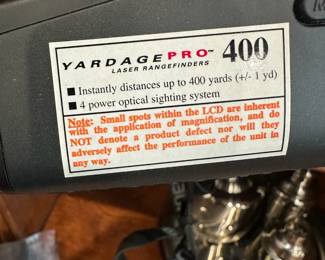 YARDAGE PRO™ 400
LASER RANGEFINDERS
■ Instantly distances up to 400 yards (+/- 1 yd)
■ 4 power optical sighting system
Note: Small spots within the LCD are inherent
with the application of magnification, and do
NOT denote a product defect nor will they
adversely affect the performance of the unit in
any way.